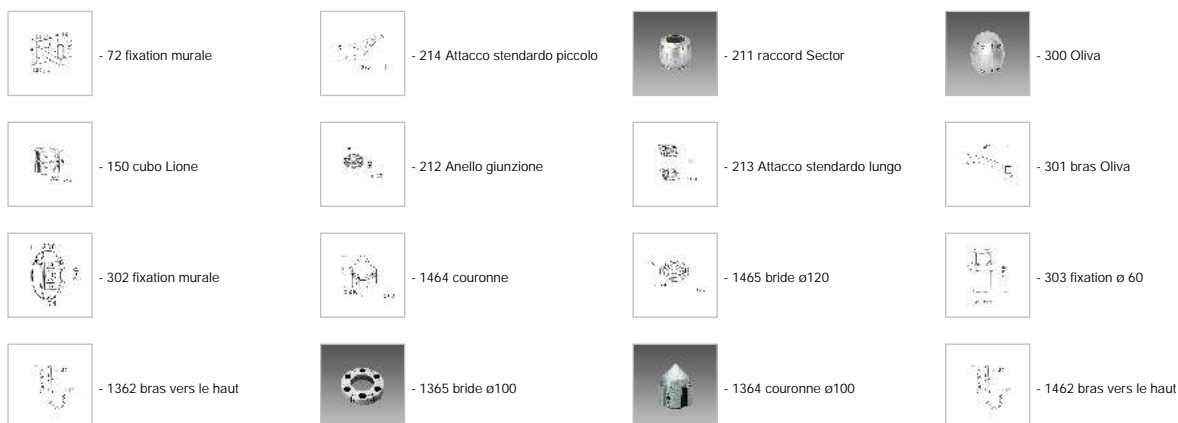 - 72 fixation murale
- 214 Attacco stendardo piccolo
- 211 raccord Sector
- 300 Oliva
- 150 cubo Lione
- 212 Anello giunzione
- 213 Attacco stendardo lungo
- 301 bras Oliva
- 302 fixation murale
- 1464 couronne
- 1465 bride ø120
- 303 fixation ø 60
- 1362 bras vers le haut
- 1365 bride ø100
- 1364 couronne ø100
- 1462 bras vers le haut